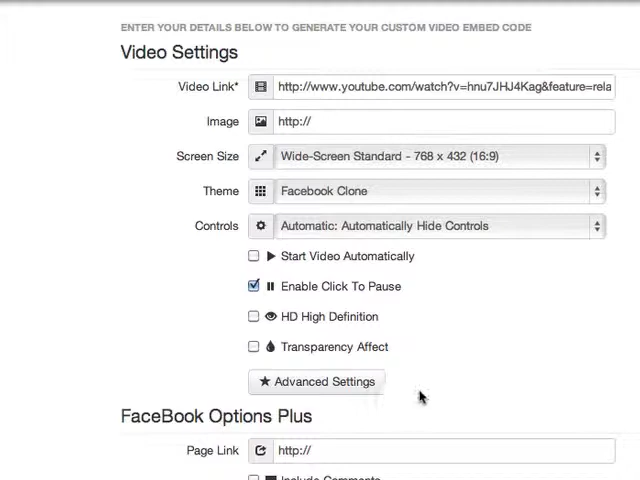 ENTER YOUR DETAILS BELOW TO GENERATE YOUR CUSTOM VIDEO EMBED CODE
Video Settings
Video Link* http://www.youtube.com/watch?v=hnu7JHJ4Kag&feature=rela
Image http://
Screen Size Wide-Screen Standard - 768 x 432 (16:9)
Theme Facebook Clone
Controls Automatic: Automatically Hide Controls
Start Video Automatically
Enable Click To Pause
HD High Definition
Transparency Affect
Advanced Settings
FaceBook Options Plus
Page Link http://
Include Comments